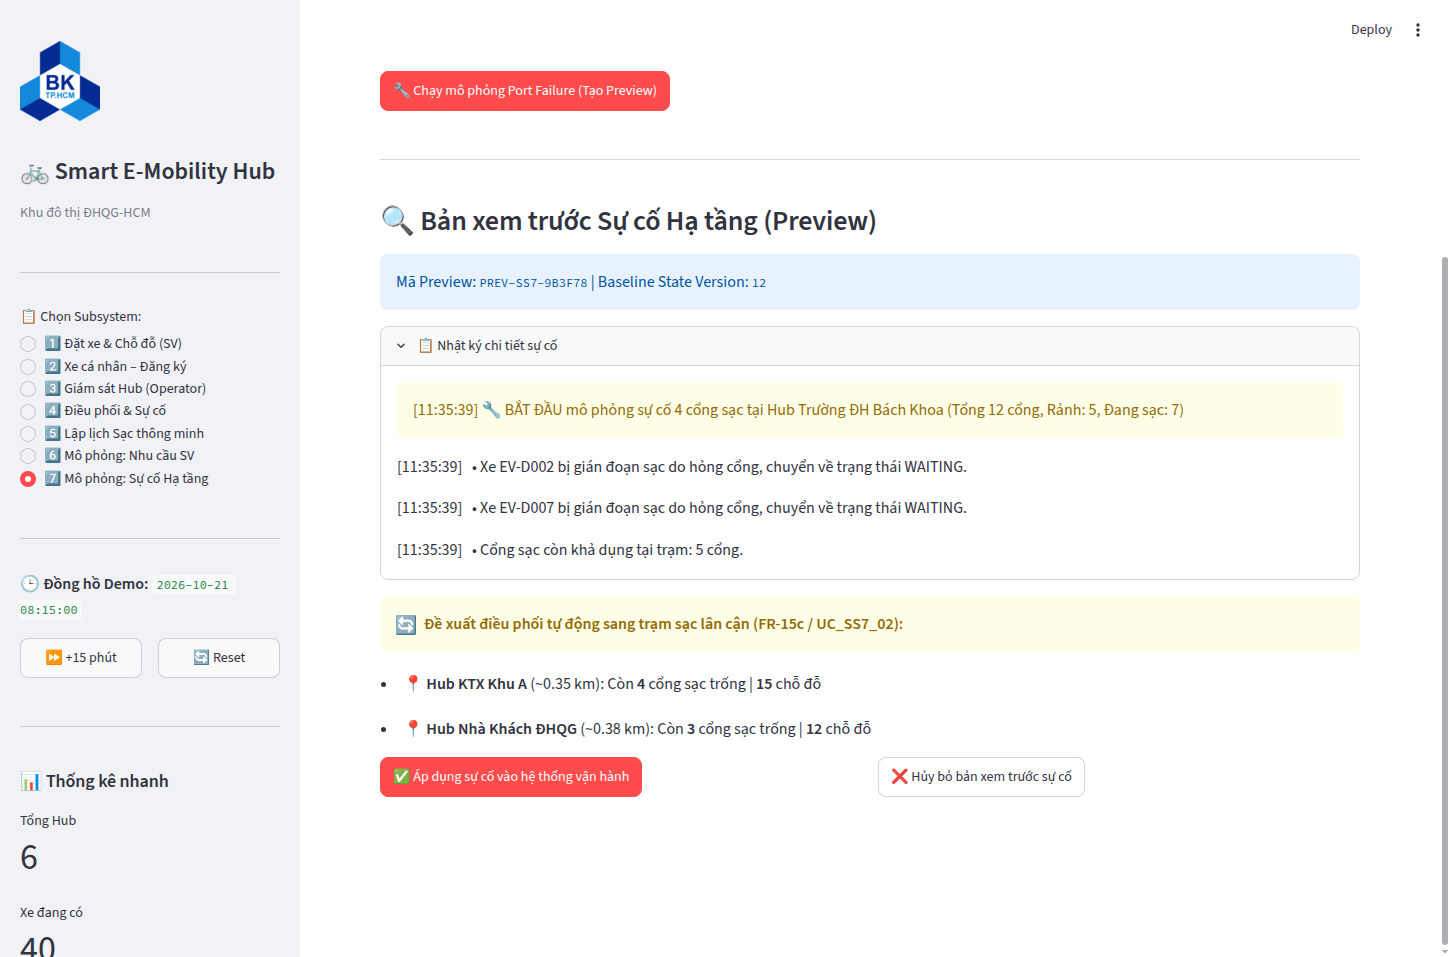 Deploy
BK
TP.HCM
Smart E-Mobility Hub
Khu đô thị ĐHQG-HCM
Chọn Subsystem:
1 Đặt xe & Chỗ đỗ (SV)
2 Xe cá nhân – Đăng ký
3 Giám sát Hub (Operator)
4 Điều phối & Sự cố
5 Lập lịch Sạc thông minh
6 Mô phỏng: Nhu cầu SV
7 Mô phỏng: Sự cố Hạ tầng
Đồng hồ Demo: 2026-10-21
08:15:00
+15 phút
Reset
Thống kê nhanh
Tổng Hub
6
Xe đang có
40
Chạy mô phỏng Port Failure (Tạo Preview)
Bản xem trước Sự cố Hạ tầng (Preview)
Mã Preview: PREV-SS7-9B3F78 | Baseline State Version: 12
Nhật ký chi tiết sự cố
[11:35:39] BẮT ĐẦU mô phỏng sự cố 4 cổng sạc tại Hub Trường ĐH Bách Khoa (Tổng 12 cổng, Rảnh: 5, Đang sạc: 7)
[11:35:39] • Xe EV-D002 bị gián đoạn sạc do hỏng cổng, chuyển về trạng thái WAITING.
[11:35:39] • Xe EV-D007 bị gián đoạn sạc do hỏng cổng, chuyển về trạng thái WAITING.
[11:35:39] • Cổng sạc còn khả dụng tại trạm: 5 cổng.
Đề xuất điều phối tự động sang trạm sạc lân cận (FR-15c / UC_SS7_02):
• Hub KTX Khu A (~0.35 km): Còn 4 cổng sạc trống | 15 chỗ đỗ
• Hub Nhà Khách ĐHQG (~0.38 km): Còn 3 cổng sạc trống | 12 chỗ đỗ
Áp dụng sự cố vào hệ thống vận hành
Hủy bỏ bản xem trước sự cố